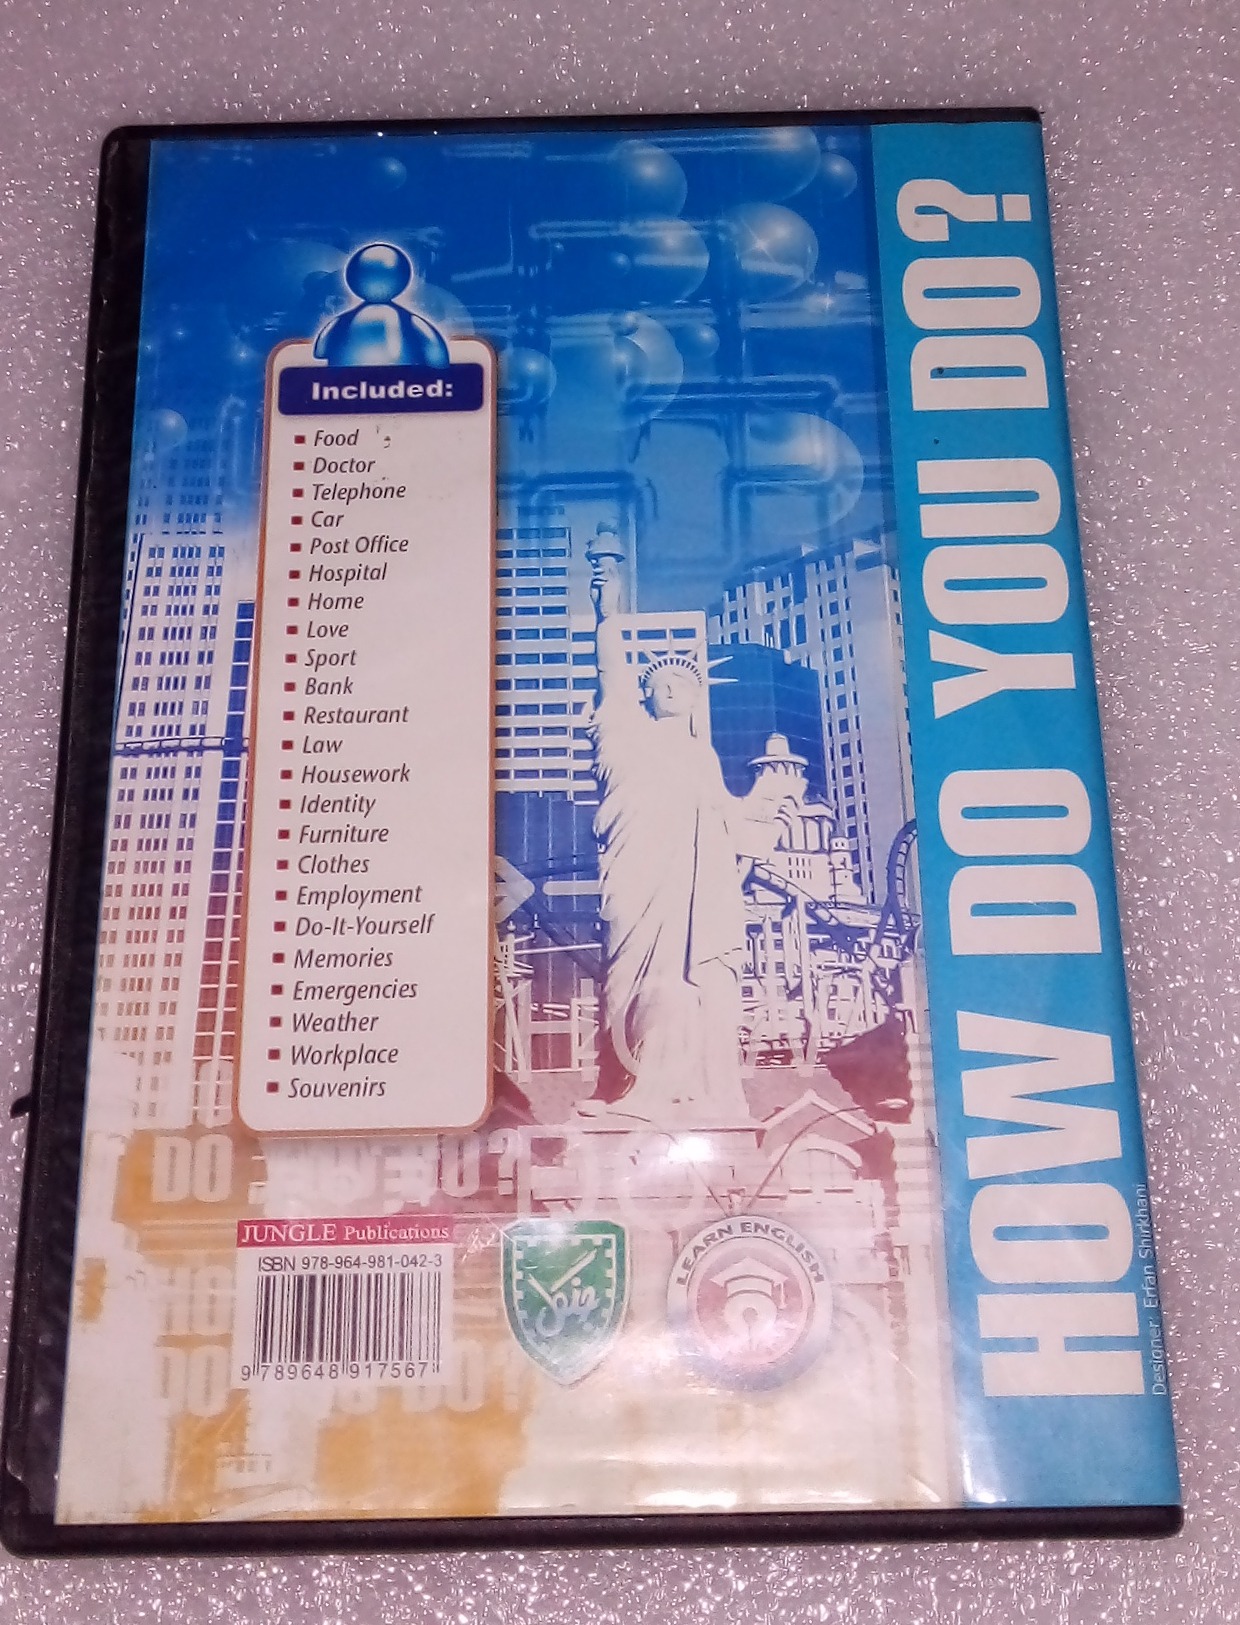 Included:
Food
Doctor
Telephone
Car
Post Office
Hospital
Home
Love
Sport
Bank
Restaurant
Law
Housework
Identity
Furniture
Clothes
Employment
Do-It-Yourself
Memories
Emergencies
Weather
Workplace
Souvenirs
JUNGLE Publications
ISBN 978-964-981-042-3
9 789648 917567
LEARN ENGLISH
HOW DO YOU DO?
Designer: Erfan Shirkhani